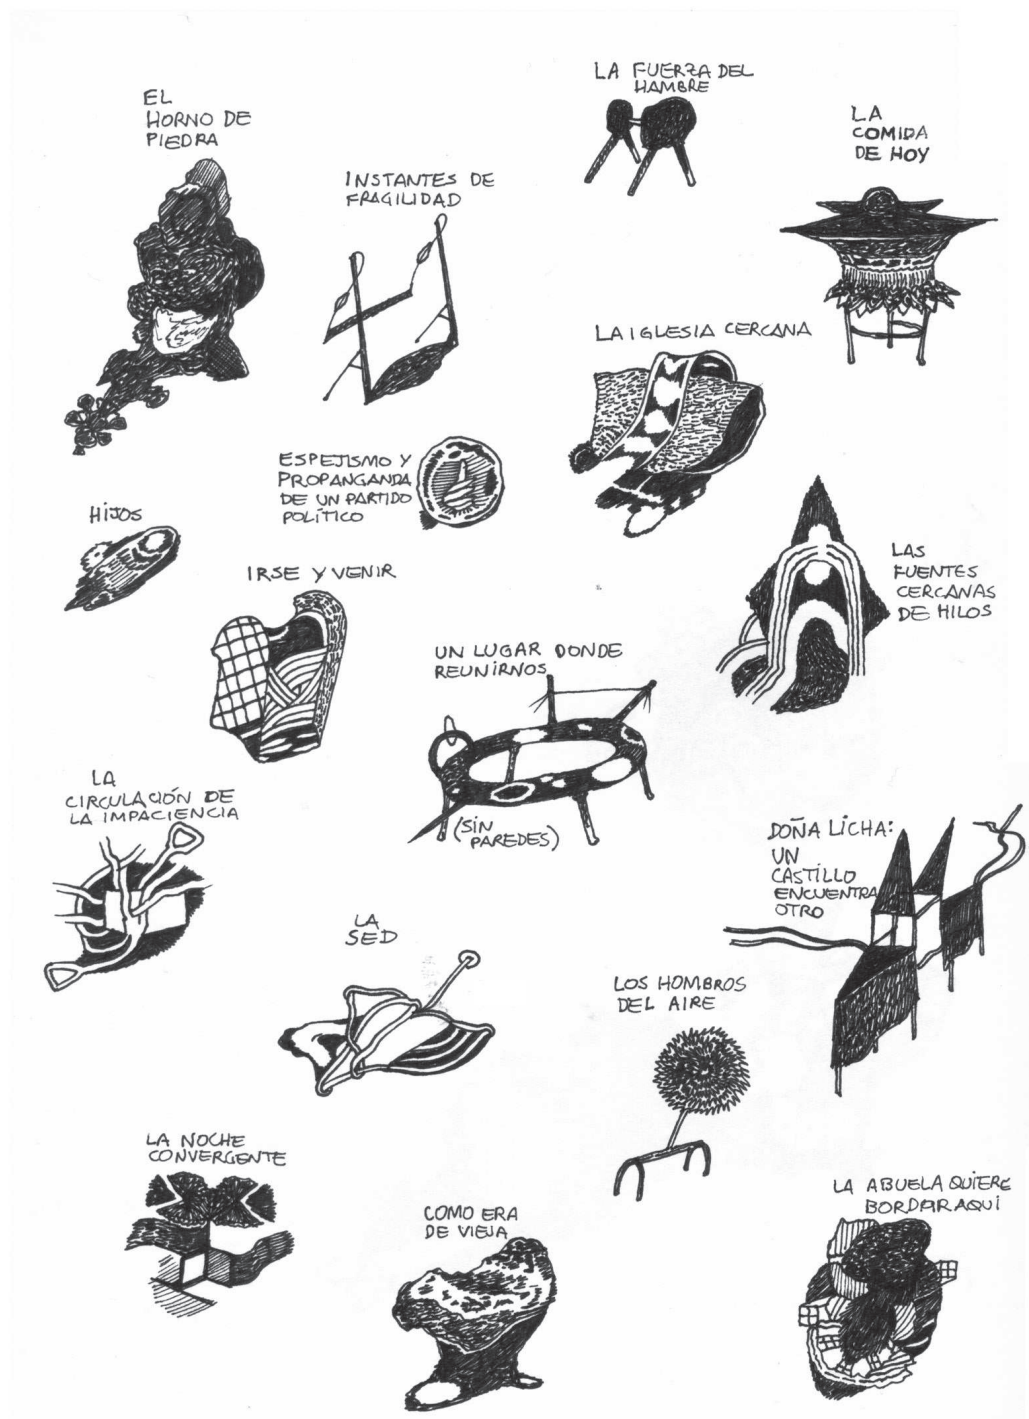 LA FUERZA DEL
HAMBRE
EL
HORNO DE
PIEDRA
LA
COMIDA
DE HOY
INSTANTES DE
FRAGILIDAD
LA IGLESIA CERCANA
ESPEJISMO Y
PROPANGANDA
DE UN PARTIDO
POLÍTICO
HIJOS
IRSE Y VENIR
LAS
FUENTES
CERCANAS
DE HILOS
UN LUGAR DONDE
REUNIRNOS
(SIN
PAREDES)
LA
CIRCULACIÓN DE
LA IMPACIENCIA
DOÑA LICHA:
UN
CASTILLO
ENCUENTRA
OTRO
LA
SED
LOS HOMBROS
DEL AIRE
LA NOCHE
CONVERGENTE
COMO ERA
DE VIEJA
LA ABUELA QUIERE
BORDAR AQUÍ